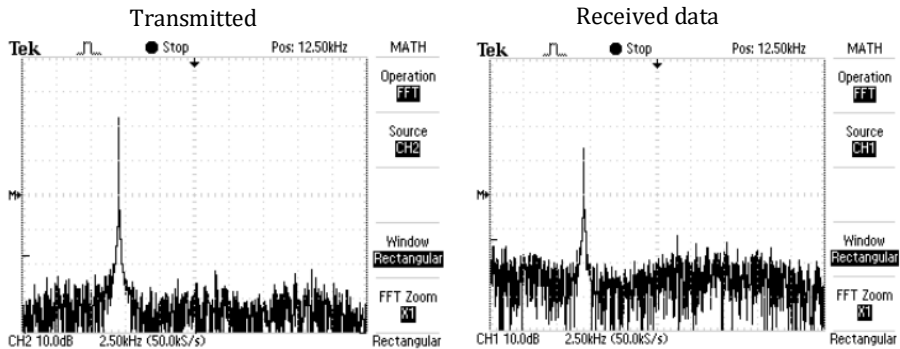 Transmitted
Tek Stop Pos: 12.50kHz MATH
Operation
FFT
Source
CH2
M
Window
Rectangular
FFT Zoom
X1
CH2 10.0dB 2.50kHz (50.0kS/s) Rectangular
Received data
Tek Stop Pos: 12.50kHz MATH
Operation
FFT
Source
CH1
M
Window
Rectangular
FFT Zoom
X1
CH1 10.0dB 2.50kHz (50.0kS/s) Rectangular